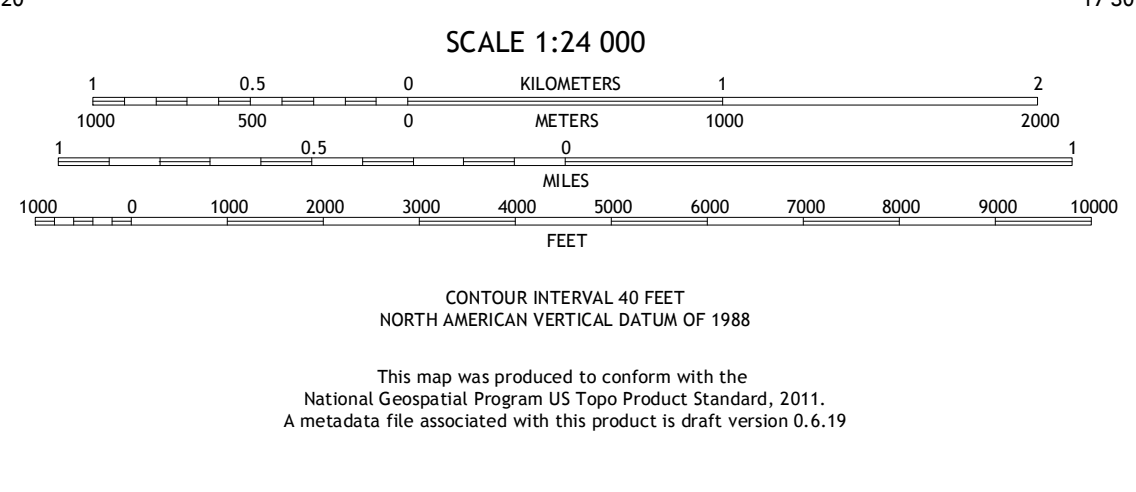 20
SCALE 1:24 000
1 0.5 0 KILOMETERS 1 2
1000 500 0 METERS 1000 2000
1 0.5 0 1
MILES
1000 0 1000 2000 3000 4000 5000 6000 7000 8000 9000 10000
FEET
CONTOUR INTERVAL 40 FEET
NORTH AMERICAN VERTICAL DATUM OF 1988
This map was produced to conform with the
National Geospatial Program US Topo Product Standard, 2011.
A metadata file associated with this product is draft version 0.6.19